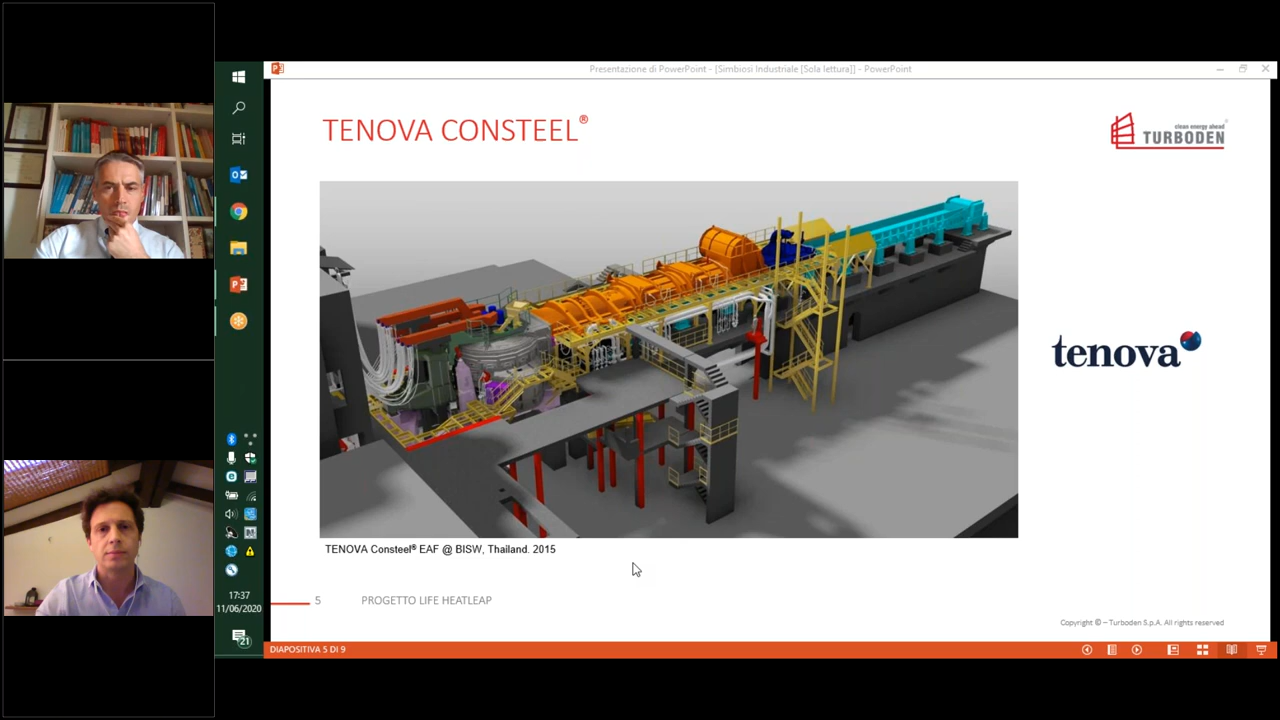 Presentazione di PowerPoint - [Simbiosi Industriale [Sola lettura]] - PowerPoint
TENOVA CONSTEEL®
clean energy ahead
TURBODEN
tenova
TENOVA Consteel® EAF @ BISW, Thailand. 2015
5 PROGETTO LIFE HEATLEAP
Copyright © – Turboden S.p.A. All rights reserved
DIAPOSITIVA 5 DI 9
17:37
11/06/2020
21